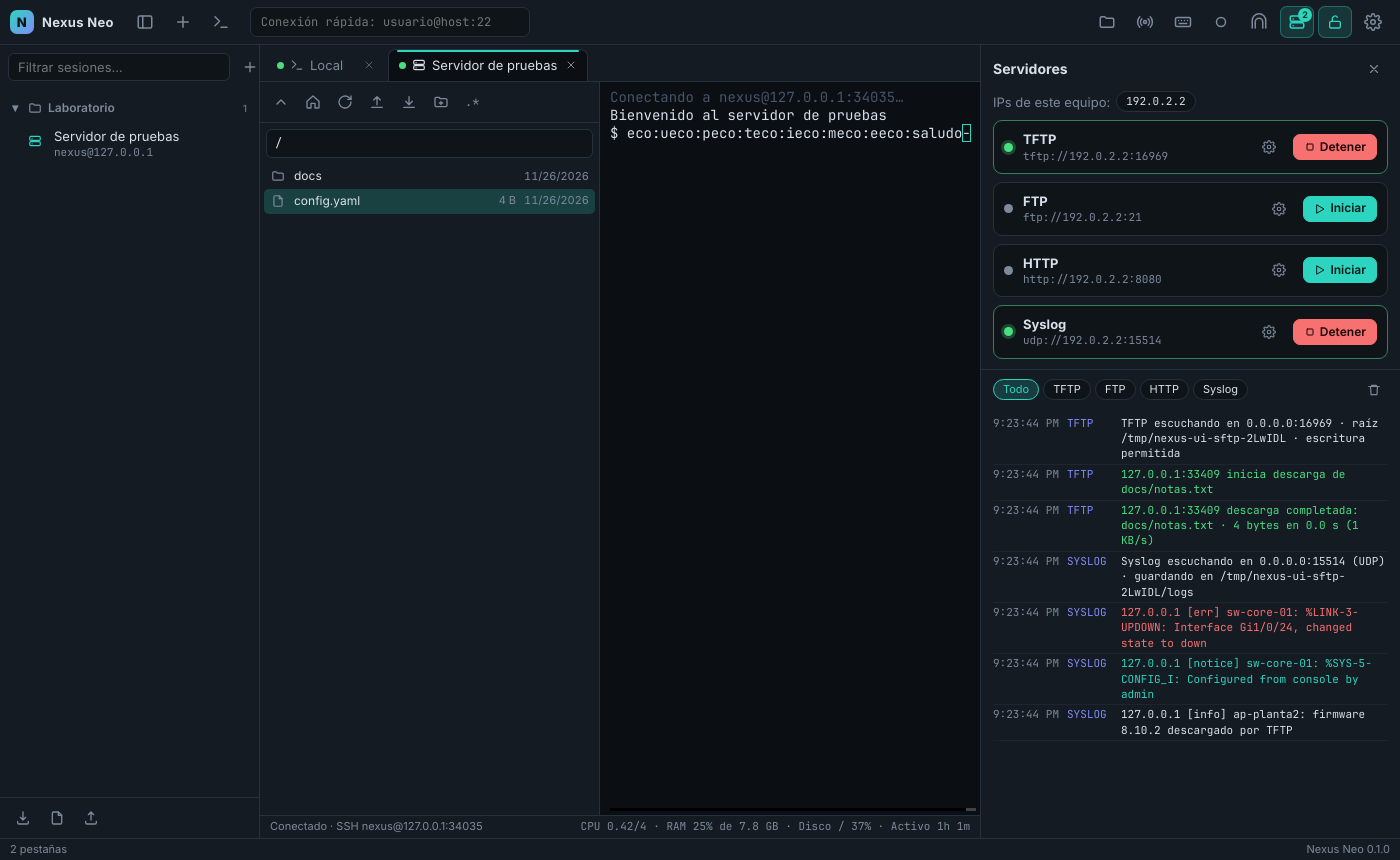 N Nexus Neo
Conexión rápida: usuario@host:22
2
Filtrar sesiones...
Laboratorio 1
Servidor de pruebas
nexus@127.0.0.1
Local
Servidor de pruebas
.*
/
docs 11/26/2026
config.yaml 4 B 11/26/2026
Conectando a nexus@127.0.0.1:34035…
Bienvenido al servidor de pruebas
$ eco:ueco:peco:teco:ieco:meco:eeco:saludo-
Conectado · SSH nexus@127.0.0.1:34035
CPU 0.42/4 · RAM 25% de 7.8 GB · Disco / 37% · Activo 1h 1m
Servidores
IPs de este equipo: 192.0.2.2
TFTP
tftp://192.0.2.2:16969
Detener
FTP
ftp://192.0.2.2:21
Iniciar
HTTP
http://192.0.2.2:8080
Iniciar
Syslog
udp://192.0.2.2:15514
Detener
Todo TFTP FTP HTTP Syslog
9:23:44 PM TFTP TFTP escuchando en 0.0.0.0:16969 · raíz
/tmp/nexus-ui-sftp-2LwIDL · escritura
permitida
9:23:44 PM TFTP 127.0.0.1:33409 inicia descarga de
docs/notas.txt
9:23:44 PM TFTP 127.0.0.1:33409 descarga completada:
docs/notas.txt · 4 bytes en 0.0 s (1
KB/s)
9:23:44 PM SYSLOG Syslog escuchando en 0.0.0.0:15514 (UDP)
· guardando en /tmp/nexus-ui-sftp-
2LwIDL/logs
9:23:44 PM SYSLOG 127.0.0.1 [err] sw-core-01: %LINK-3-
UPDOWN: Interface Gi1/0/24, changed
state to down
9:23:44 PM SYSLOG 127.0.0.1 [notice] sw-core-01: %SYS-5-
CONFIG_I: Configured from console by
admin
9:23:44 PM SYSLOG 127.0.0.1 [info] ap-planta2: firmware
8.10.2 descargado por TFTP
2 pestañas
Nexus Neo 0.1.0